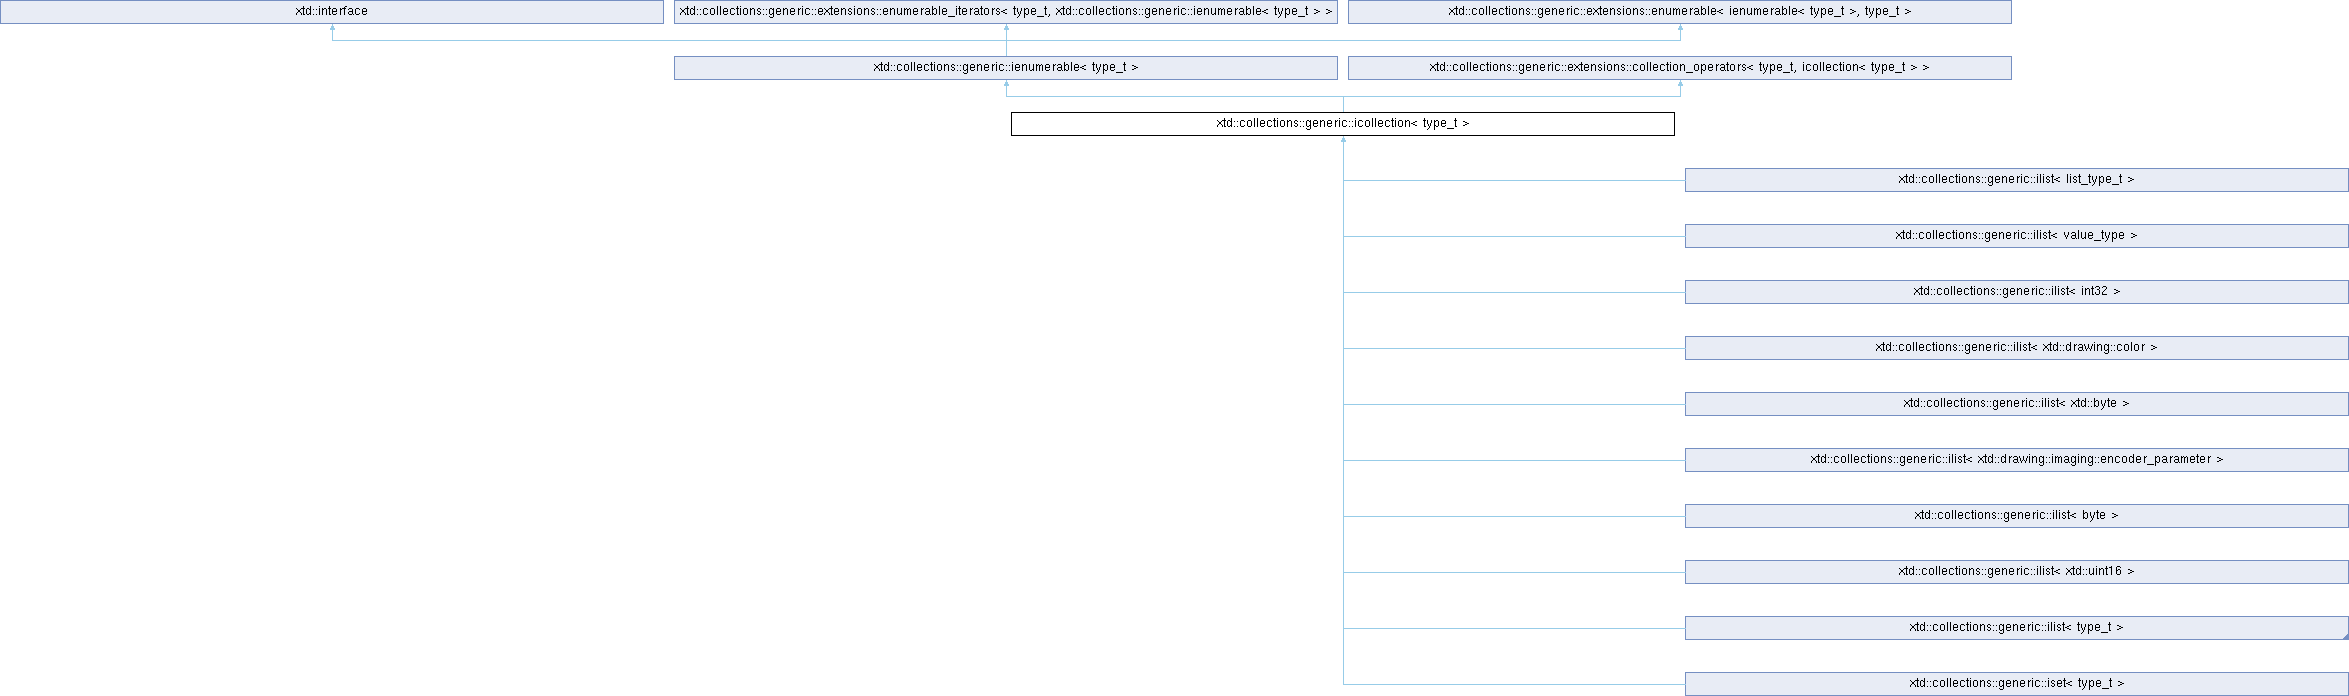 xtd::interface
xtd::collections::generic::extensions::enumerable_iterators< type_t, xtd::collections::generic::ienumerable< type_t > >
xtd::collections::generic::extensions::enumerable< ienumerable< type_t >, type_t >
xtd::collections::generic::ienumerable< type_t >
xtd::collections::generic::extensions::collection_operators< type_t, icollection< type_t > >
xtd::collections::generic::icollection< type_t >
xtd::collections::generic::ilist< list_type_t >
xtd::collections::generic::ilist< value_type >
xtd::collections::generic::ilist< int32 >
xtd::collections::generic::ilist< xtd::drawing::color >
xtd::collections::generic::ilist< xtd::byte >
xtd::collections::generic::ilist< xtd::drawing::imaging::encoder_parameter >
xtd::collections::generic::ilist< byte >
xtd::collections::generic::ilist< xtd::uint16 >
xtd::collections::generic::ilist< type_t >
xtd::collections::generic::iset< type_t >